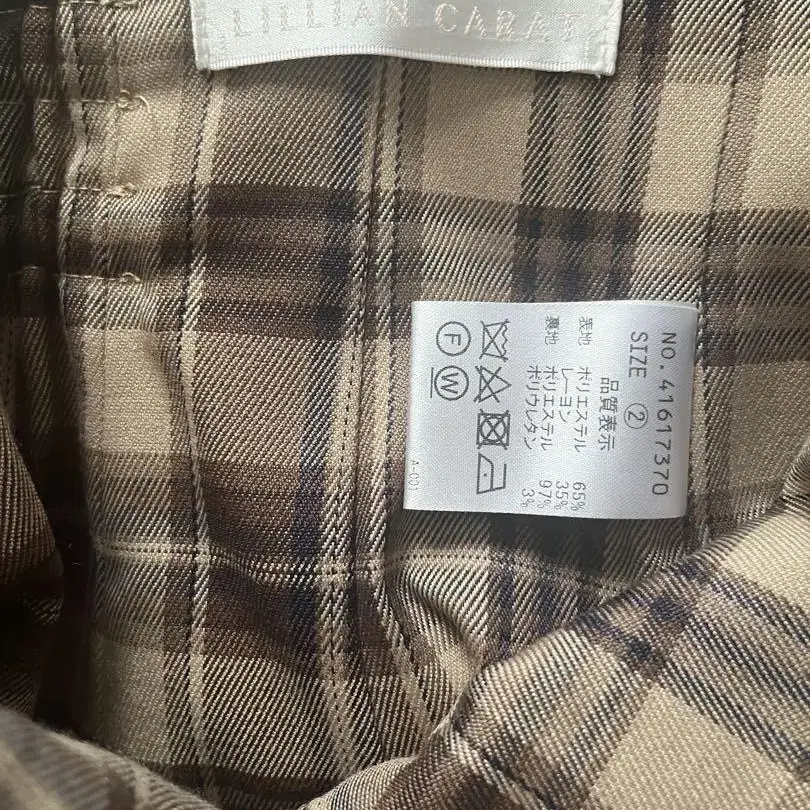 LILLIAN CARAT
NO.41617370
SIZE ②
品質表示
表地 ポリエステル 65%
レーヨン 35%
裏地 ポリエステル 97%
ポリウレタン 3%
F W
A-001